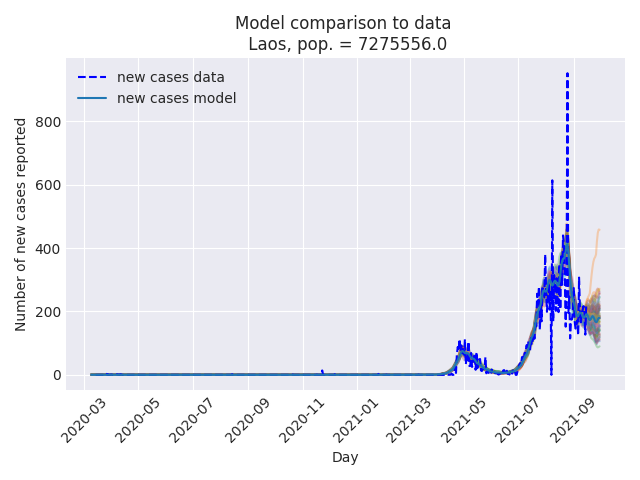 Model comparison to data
Laos, pop. = 7275556.0
new cases data
new cases model
Number of new cases reported
800
600
400
200
0
2020-03
2020-05
2020-07
2020-09
2020-11
2021-01
2021-03
2021-05
2021-07
2021-09
Day